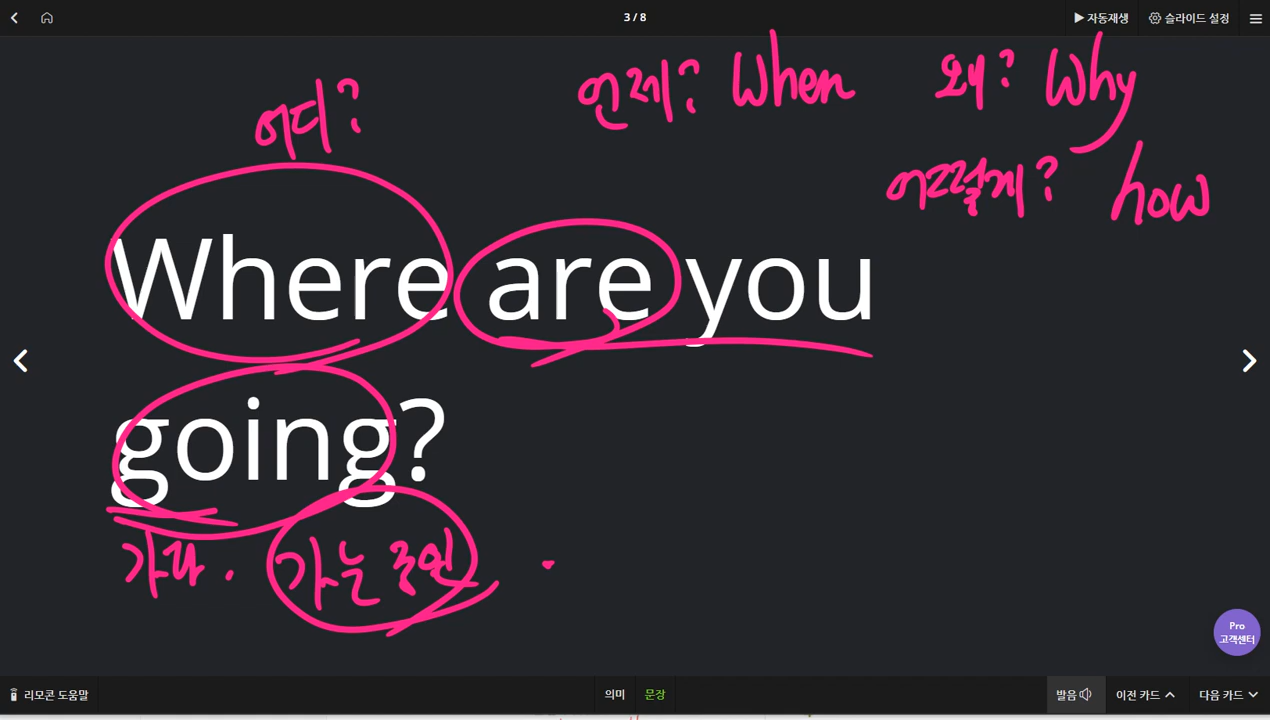 3 / 8
자동재생
슬라이드 설정
언제? When
왜? Why
어디?
어떻게? how
Where are you
going?
가다.
가는 중인
Pro
고객센터
리모콘 도움말
의미
문장
발음
이전 카드
다음 카드